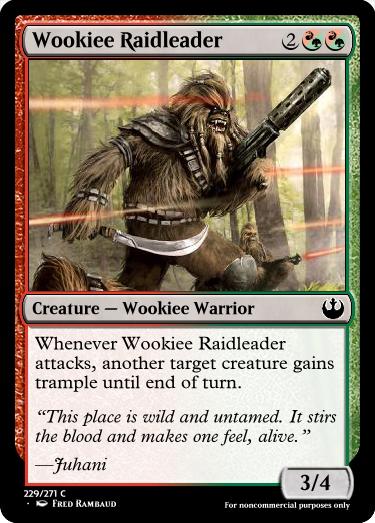 Wookiee Raidleader 2
Creature — Wookiee Warrior
Whenever Wookiee Raidleader
attacks, another target creature gains
trample until end of turn.
“This place is wild and untamed. It stirs
the blood and makes one feel, alive.”
—Juhani
3/4
229/271 C
· Fred Rambaud
For noncommercial purposes only